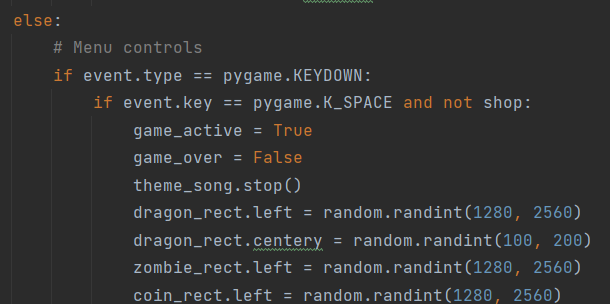 else:
    # Menu controls
    if event.type == pygame.KEYDOWN:
        if event.key == pygame.K_SPACE and not shop:
            game_active = True
            game_over = False
            theme_song.stop()
            dragon_rect.left = random.randint(1280, 2560)
            dragon_rect.centery = random.randint(100, 200)
            zombie_rect.left = random.randint(1280, 2560)
            coin_rect.left = random.randint(1280, 2560)